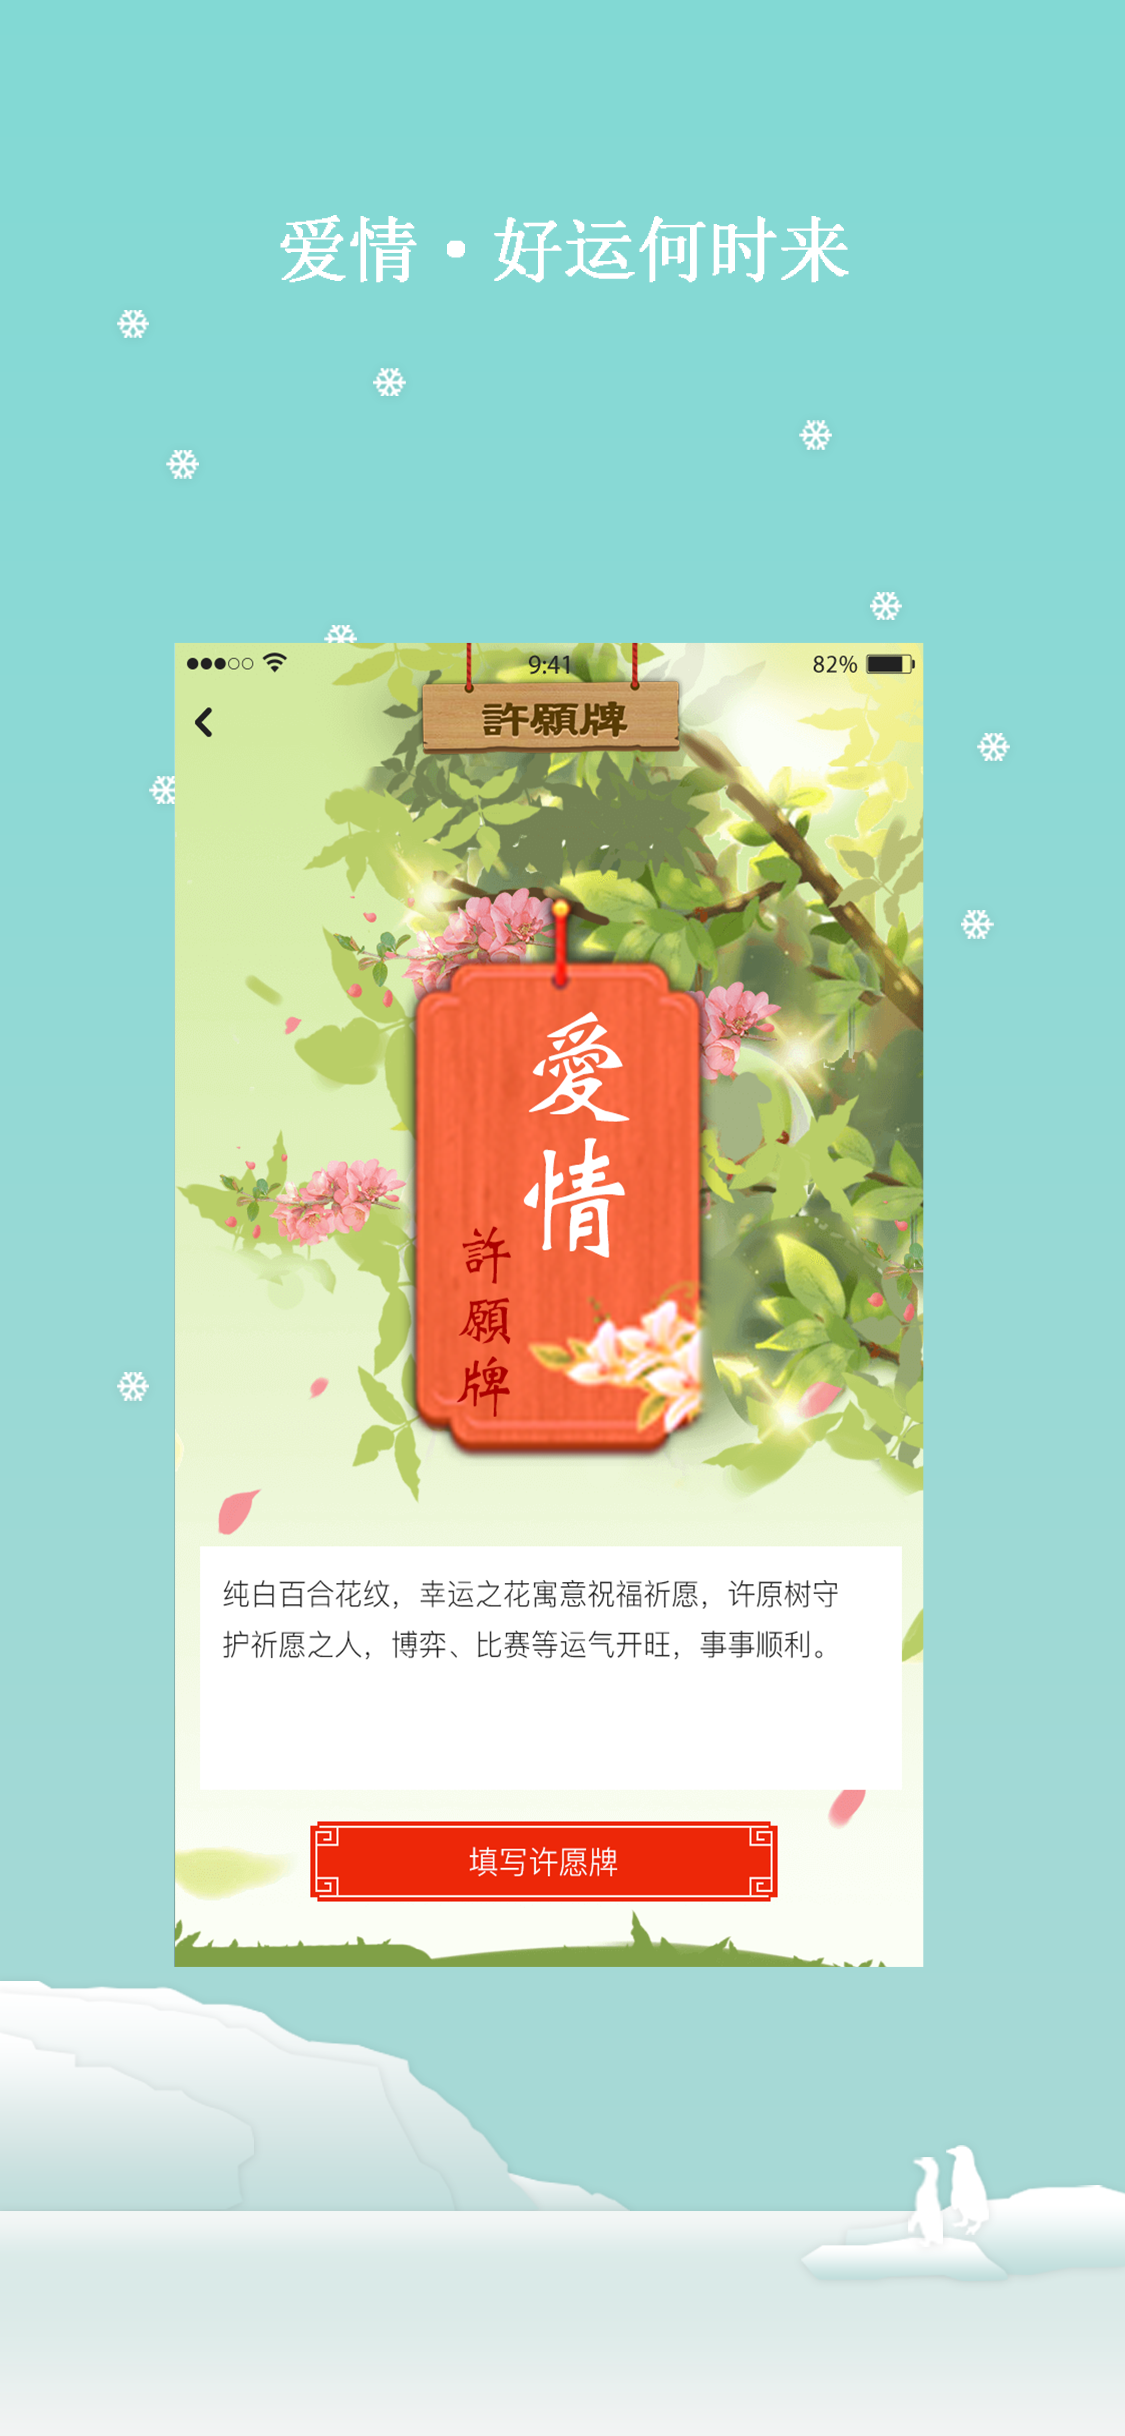 爱情·好运何时来
9:41
82%
許願牌
愛情
許願牌
纯白百合花纹，幸运之花寓意祝福祈愿，许原树守
护祈愿之人，博弈、比赛等运气开旺，事事顺利。
填写许愿牌